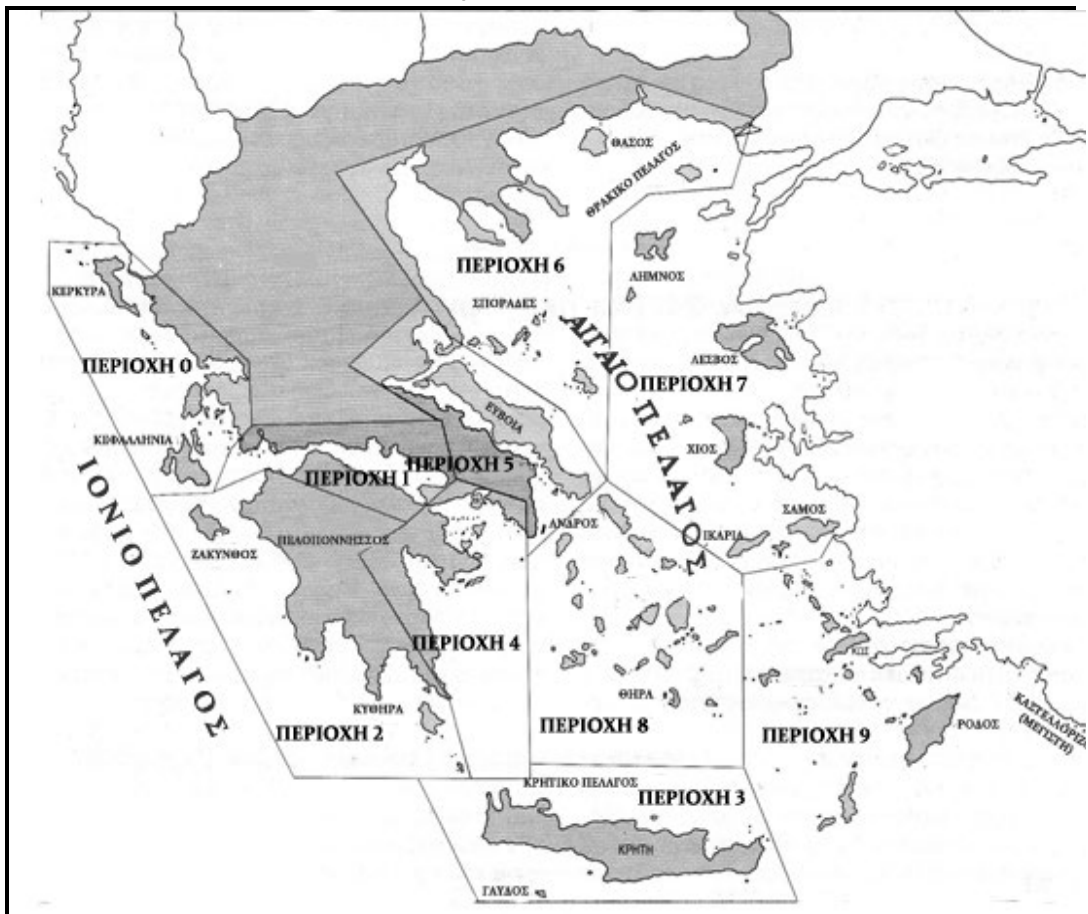 ΘΑΣΟΣ
ΘΡΑΚΙΚΟ ΠΕΛΑΓΟΣ
ΠΕΡΙΟΧΗ 6
ΛΗΜΝΟΣ
ΚΕΡΚΥΡΑ
ΣΠΟΡΑΔΕΣ
ΑΙΓΑΙΟ ΠΕΛΑΓΟΣ
ΠΕΡΙΟΧΗ 0
ΛΕΣΒΟΣ
ΠΕΡΙΟΧΗ 7
ΕΥΒΟΙΑ
ΚΕΦΑΛΛΗΝΙΑ
ΧΙΟΣ
ΙΟΝΙΟ ΠΕΛΑΓΟΣ
ΠΕΡΙΟΧΗ 5
ΠΕΡΙΟΧΗ 1
ΣΑΜΟΣ
ΑΝΔΡΟΣ
ΙΚΑΡΙΑ
ΖΑΚΥΝΘΟΣ
ΠΕΛΟΠΟΝΝΗΣΣΟΣ
ΠΕΡΙΟΧΗ 4
ΚΩΣ
ΘΗΡΑ
ΚΥΘΗΡΑ
ΡΟΔΟΣ
ΚΑΣΤΕΛΛΟΡΙΖ
(ΜΕΓΙΣΤΗ)
ΠΕΡΙΟΧΗ 2
ΠΕΡΙΟΧΗ 8
ΠΕΡΙΟΧΗ 9
ΚΡΗΤΙΚΟ ΠΕΛΑΓΟΣ
ΠΕΡΙΟΧΗ 3
ΚΡΗΤΗ
ΓΑΥΔΟΣ